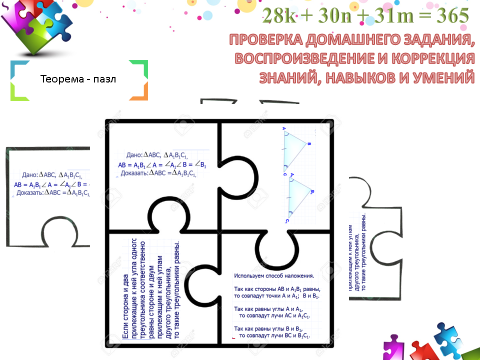 28k + 30n + 31m = 365
ПРОВЕРКА ДОМАШНЕГО ЗАДАНИЯ,
ВОСПРОИЗВЕДЕНИЕ И КОРРЕКЦИЯ
ЗНАНИЙ, НАВЫКОВ И УМЕНИЙ
Теорема - пазл
Дано: ΔABC, ΔA₁B₁C₁,
AB = A₁B₁
Доказать: ΔABC = ΔA₁B₁C₁
Дано: ΔABC, ΔA₁B₁C₁,
AB = A₁B₁ ∠A = ∠A₁ ∠B = ∠B₁
Доказать: ΔABC = ΔA₁B₁C₁
Если сторона и два
прилежащих к ней угла одного
треугольника соответственно
равны стороне и двум
прилежащим к ней углам
другого треугольника,
то такие треугольники равны.
Используем способ наложения.
Так как стороны AB и A₁B₁ равны,
то совпадут точки A и A₁; B и B₁.
Так как равны углы A и A₁,
то совпадут лучи AC и A₁C₁.
Так как равны углы B и B₁,
то совпадут лучи BC и B₁C₁.
прилежащим к ней углам
другого треугольника,
то такие треугольники равны.